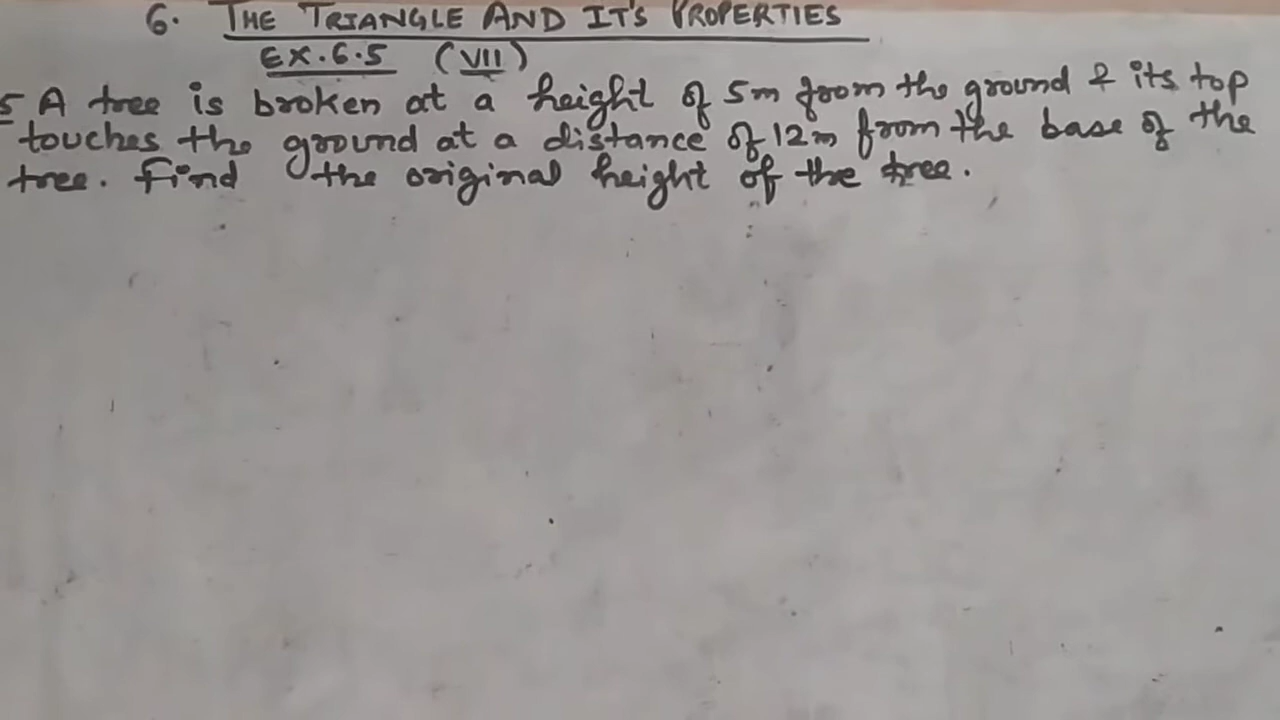 6. THE TRIANGLE AND IT'S PROPERTIES
EX.6.5 (VII)
5 A tree is broken at a height of 5m from the ground & its top
touches the ground at a distance of 12m from the base of the
tree. Find the original height of the tree.